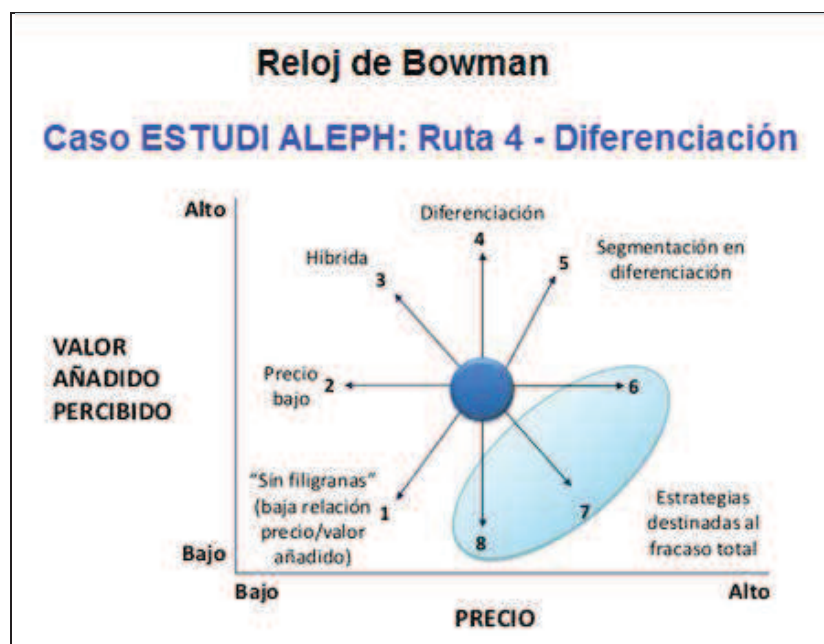 Reloj de Bowman
Caso ESTUDI ALEPH: Ruta 4 - Diferenciación
Alto
Diferenciación
4
Híbrida
3
5
Segmentación en
diferenciación
VALOR
AÑADIDO
PERCIBIDO
Precio
bajo
2
6
"Sin filigranas"
(baja relación
precio/valor
añadido)
1
7
8
Estrategias
destinadas al
fracaso total
Bajo
Bajo
Alto
PRECIO